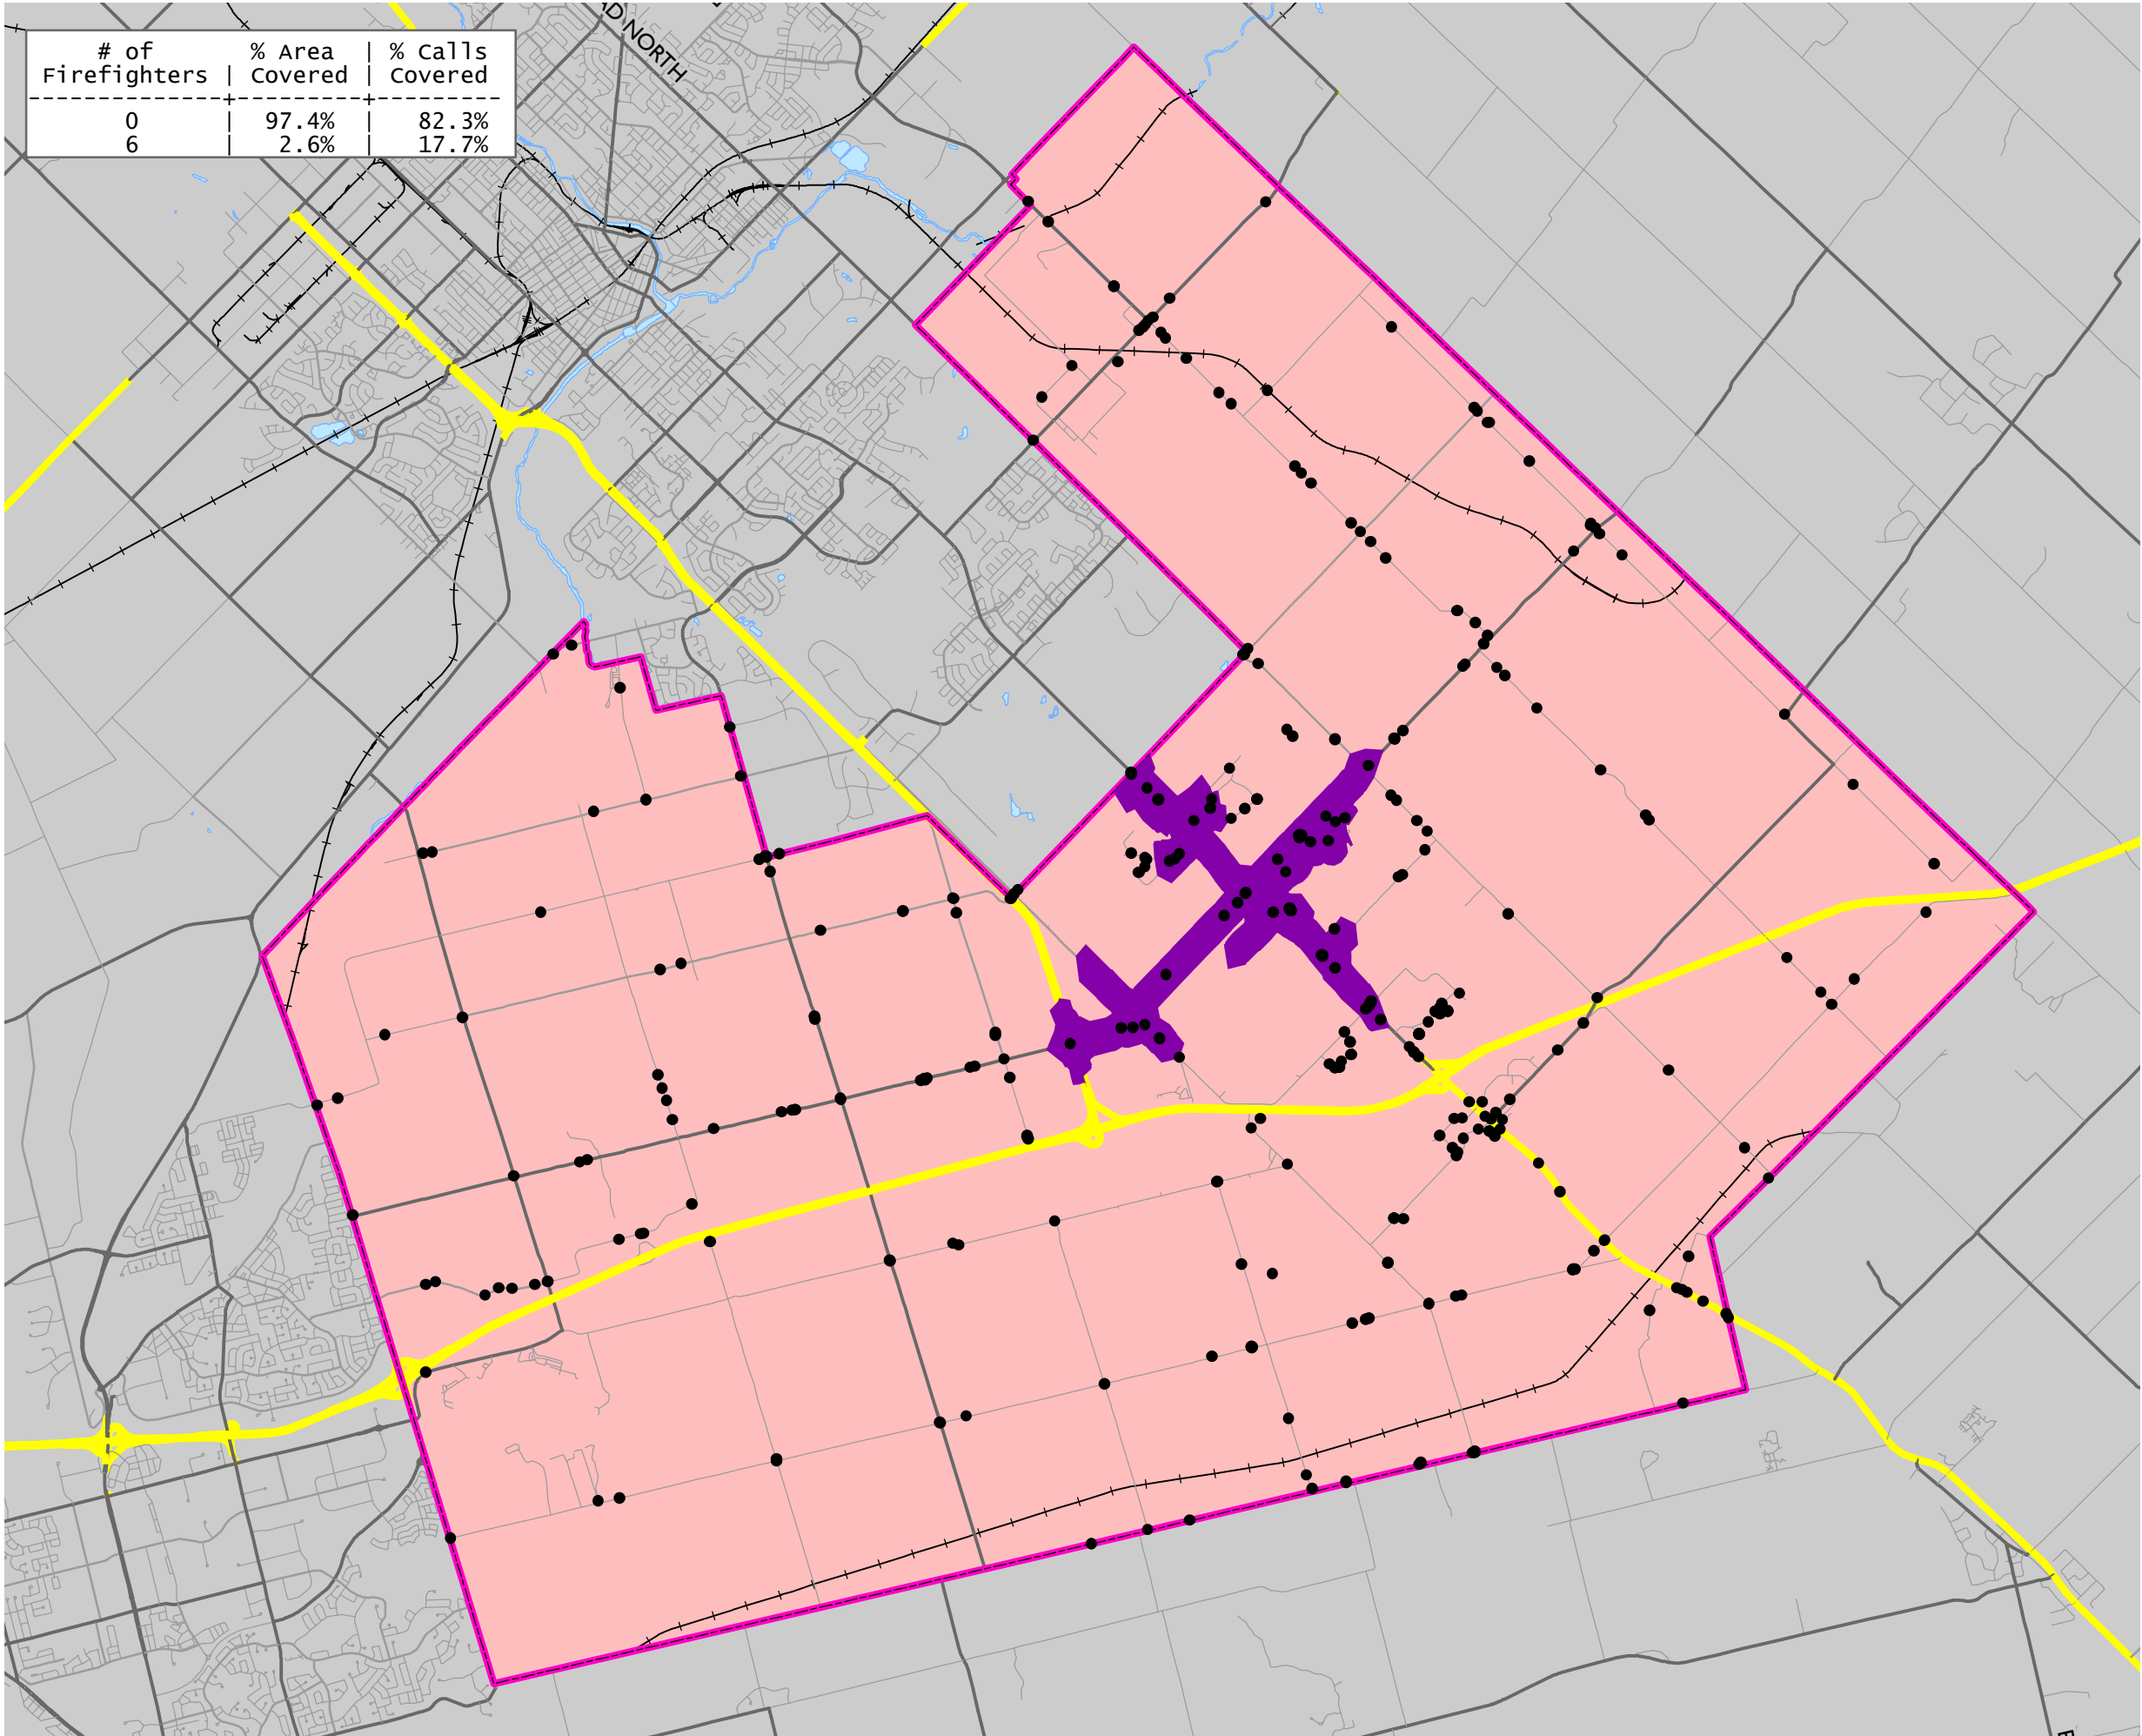 # of % Area | % Calls
Firefighters | Covered | Covered
----------------+----------+----------
0 | 97.4% | 82.3%
6 | 2.6% | 17.7%
NORTH